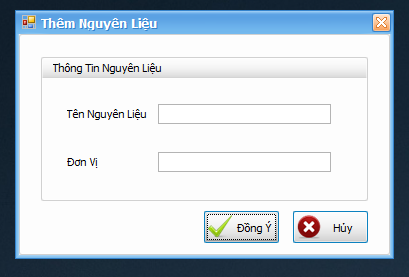 Thêm Nguyên Liệu
Thông Tin Nguyên Liệu
Tên Nguyên Liệu
Đơn Vị
Đồng Ý
Hủy